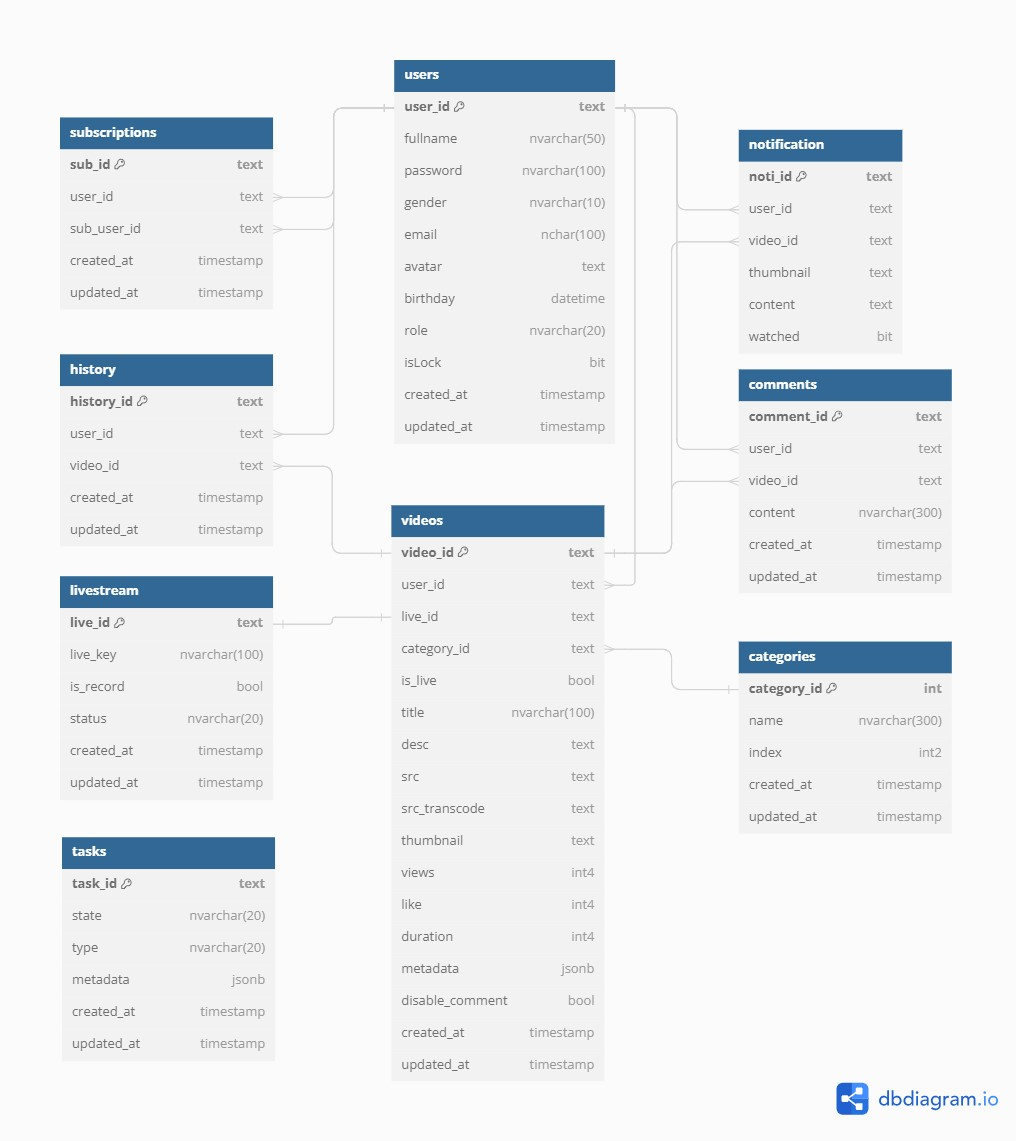 users
user_id text
fullname nvarchar(50)
password nvarchar(100)
gender nvarchar(10)
email nchar(100)
avatar text
birthday datetime
role nvarchar(20)
isLock bit
created_at timestamp
updated_at timestamp
subscriptions
sub_id text
user_id text
sub_user_id text
created_at timestamp
updated_at timestamp
notification
noti_id text
user_id text
video_id text
thumbnail text
content text
watched bit
history
history_id text
user_id text
video_id text
created_at timestamp
updated_at timestamp
comments
comment_id text
user_id text
video_id text
content nvarchar(300)
created_at timestamp
updated_at timestamp
videos
video_id text
user_id text
live_id text
category_id text
is_live bool
title nvarchar(100)
desc text
src text
src_transcode text
thumbnail text
views int4
like int4
duration int4
metadata jsonb
disable_comment bool
created_at timestamp
updated_at timestamp
livestream
live_id text
live_key nvarchar(100)
is_record bool
status nvarchar(20)
created_at timestamp
updated_at timestamp
categories
category_id int
name nvarchar(300)
index int2
created_at timestamp
updated_at timestamp
tasks
task_id text
state nvarchar(20)
type nvarchar(20)
metadata jsonb
created_at timestamp
updated_at timestamp
dbdiagram.io